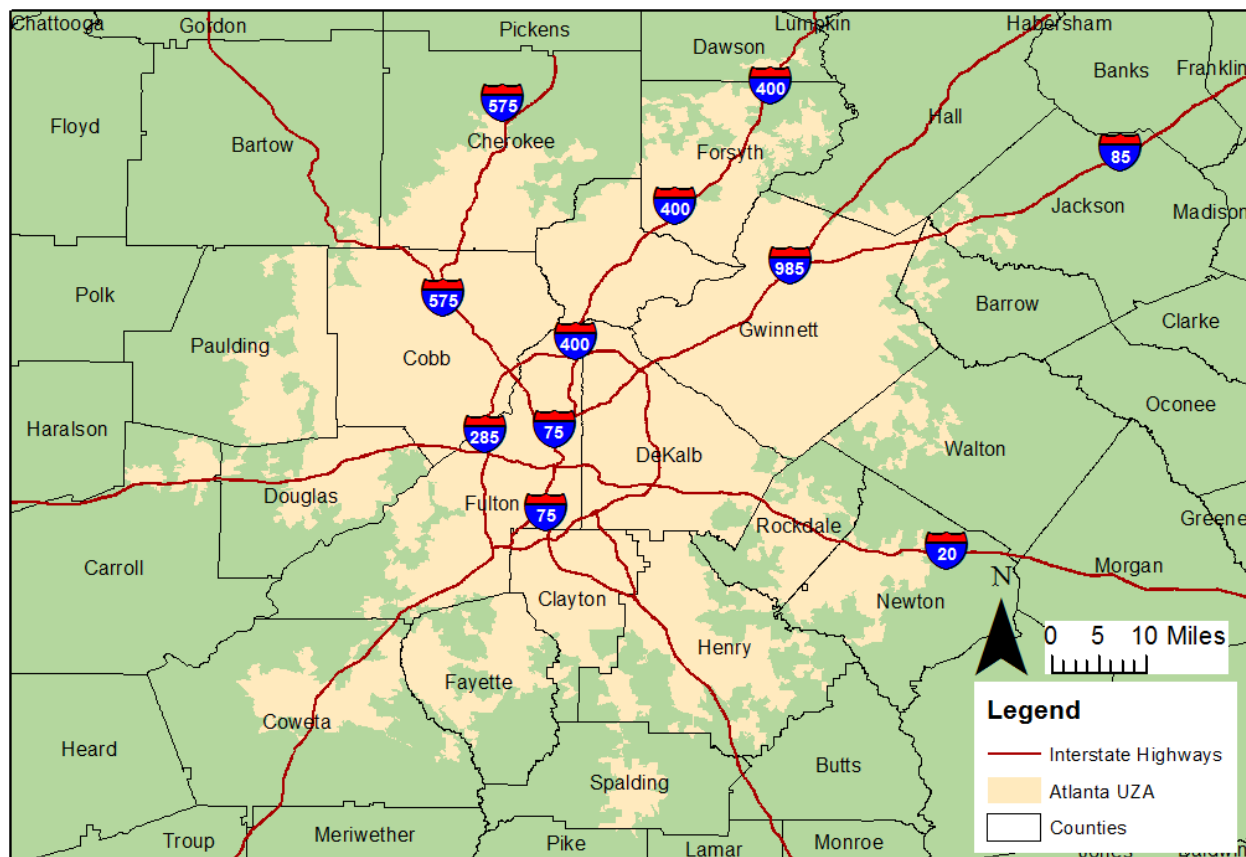 Chattooga
Gordon
Pickens
Lumpkin
Habersham
Dawson
Banks
Franklin
400
575
Floyd
Bartow
Cherokee
Hall
Forsyth
85
400
Jackson
Madison
985
Polk
575
Barrow
Clarke
Gwinnett
400
Paulding
Cobb
Oconee
Haralson
285
75
DeKalb
Walton
Douglas
Fulton
75
Rockdale
Greene
20
Carroll
Morgan
N
Clayton
Newton
0 5 10 Miles
Henry
Fayette
Coweta
Legend
Heard
Interstate Highways
Spalding
Butts
Atlanta UZA
Counties
Troup
Meriwether
Pike
Lamar
Monroe